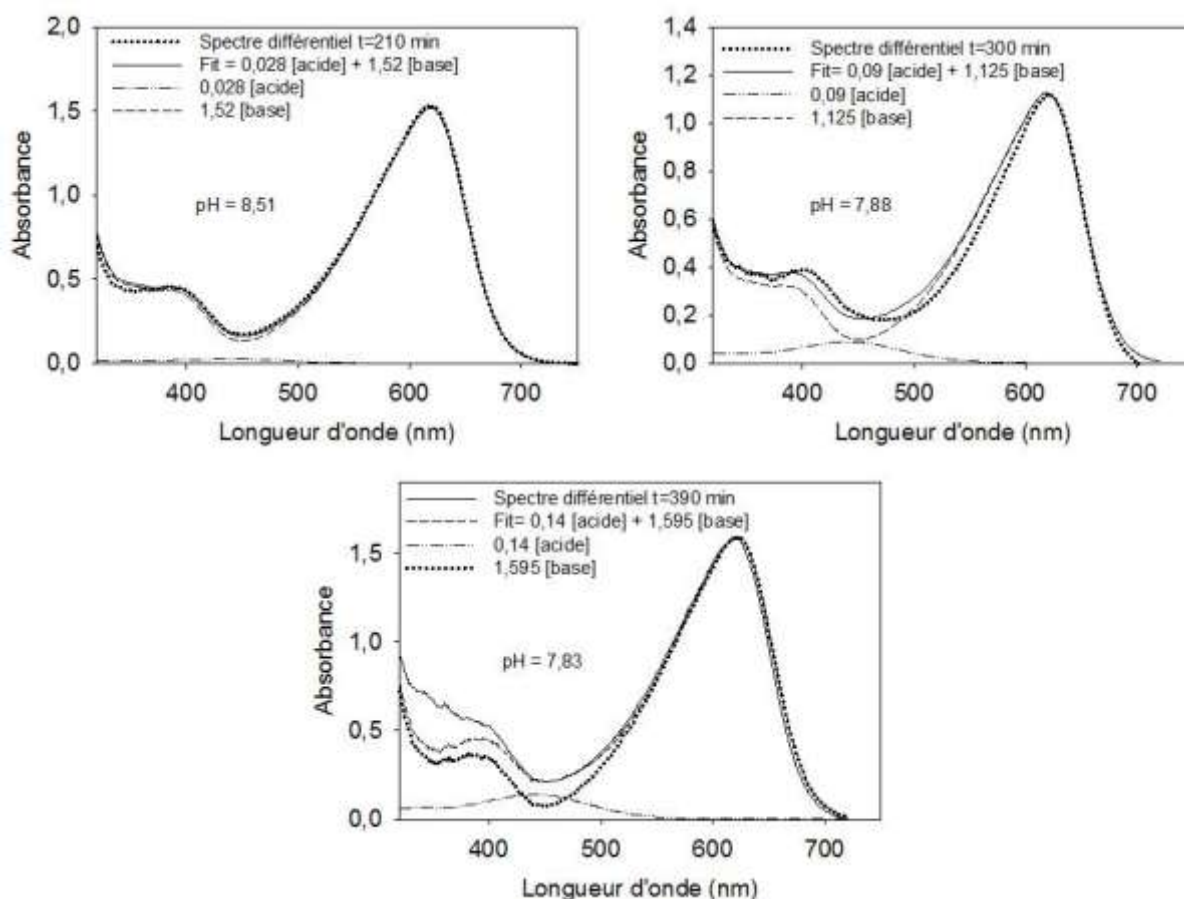 2,0
1,5
1,0
0,5
0,0
Absorbance
Spectre différentiel t=210 min
Fit = 0,028 [acide] + 1,52 [base]
0,028 [acide]
1,52 [base]
pH = 8,51
400 500 600 700
Longueur d'onde (nm)
1,4
1,2
1,0
0,8
0,6
0,4
0,2
0,0
Absorbance
Spectre différentiel t=300 min
Fit= 0,09 [acide] + 1,125 [base]
0,09 [acide]
1,125 [base]
pH = 7,88
400 500 600 700
Longueur d'onde (nm)
1,5
1,0
0,5
0,0
Absorbance
Spectre différentiel t=390 min
Fit= 0,14 [acide] + 1,595 [base]
0,14 [acide]
1,595 [base]
pH = 7,83
400 500 600 700
Longueur d'onde (nm)